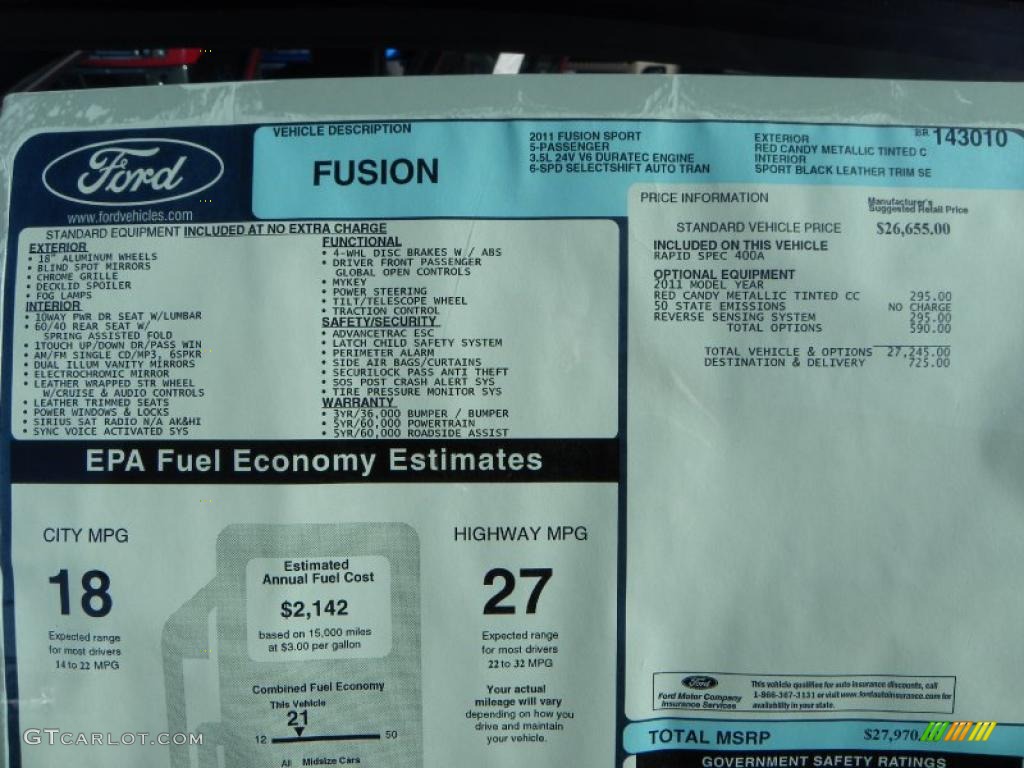 Ford
www.fordvehicles.com
VEHICLE DESCRIPTION
FUSION
2011 FUSION SPORT
5-PASSENGER
3.5L 24V V6 DURATEC ENGINE
6-SPD SELECTSHIFT AUTO TRAN
EXTERIOR
RED CANDY METALLIC TINTED C
INTERIOR
SPORT BLACK LEATHER TRIM SE
BR 143010
STANDARD EQUIPMENT INCLUDED AT NO EXTRA CHARGE
EXTERIOR
• 18" ALUMINUM WHEELS
• BLIND SPOT MIRRORS
• CHROME GRILLE
• DECKLID SPOILER
• FOG LAMPS
INTERIOR
• 10WAY PWR DR SEAT W/LUMBAR
• 60/40 REAR SEAT W/
SPRING ASSISTED FOLD
• 1TOUCH UP/DOWN DR/PASS WIN
• AM/FM SINGLE CD/MP3, 6SPKR
• DUAL ILLUM VANITY MIRRORS
• ELECTROCHROMIC MIRROR
• LEATHER WRAPPED STR WHEEL
W/CRUISE & AUDIO CONTROLS
• LEATHER TRIMMED SEATS
• POWER WINDOWS & LOCKS
• SIRIUS SAT RADIO N/A AK&HI
• SYNC VOICE ACTIVATED SYS
FUNCTIONAL
• 4-WHL DISC BRAKES W / ABS
• DRIVER FRONT PASSENGER
GLOBAL OPEN CONTROLS
• MYKEY
• POWER STEERING
• TILT/TELESCOPE WHEEL
• TRACTION CONTROL
SAFETY/SECURITY
• ADVANCETRAC ESC
• LATCH CHILD SAFETY SYSTEM
• PERIMETER ALARM
• SIDE AIR BAGS/CURTAINS
• SECURILOCK PASS ANTI THEFT
• SOS POST CRASH ALERT SYS
• TIRE PRESSURE MONITOR SYS
WARRANTY
• 3YR/36,000 BUMPER / BUMPER
• 5YR/60,000 POWERTRAIN
• 5YR/60,000 ROADSIDE ASSIST
PRICE INFORMATION
Manufacturer's
Suggested Retail Price
STANDARD VEHICLE PRICE $26,655.00
INCLUDED ON THIS VEHICLE
RAPID SPEC 400A
OPTIONAL EQUIPMENT
2011 MODEL YEAR
RED CANDY METALLIC TINTED CC 295.00
50 STATE EMISSIONS NO CHARGE
REVERSE SENSING SYSTEM 295.00
TOTAL OPTIONS 590.00
TOTAL VEHICLE & OPTIONS 27,245.00
DESTINATION & DELIVERY 725.00
EPA Fuel Economy Estimates
CITY MPG
18
Expected range
for most drivers
14 to 22 MPG
Estimated
Annual Fuel Cost
$2,142
based on 15,000 miles
at $3.00 per gallon
Combined Fuel Economy
This Vehicle
21
12 50
All Midsize Cars
HIGHWAY MPG
27
Expected range
for most drivers
22 to 32 MPG
Your actual
mileage will vary
depending on how you
drive and maintain
your vehicle.
Ford
Ford Motor Company
Insurance Services
This vehicle qualifies for auto insurance discounts, call
1-866-367-3131 or visit www.fordautoinsurance.com for
availability in your state.
TOTAL MSRP $27,970.
GOVERNMENT SAFETY RATINGS
GTCARLOT.COM